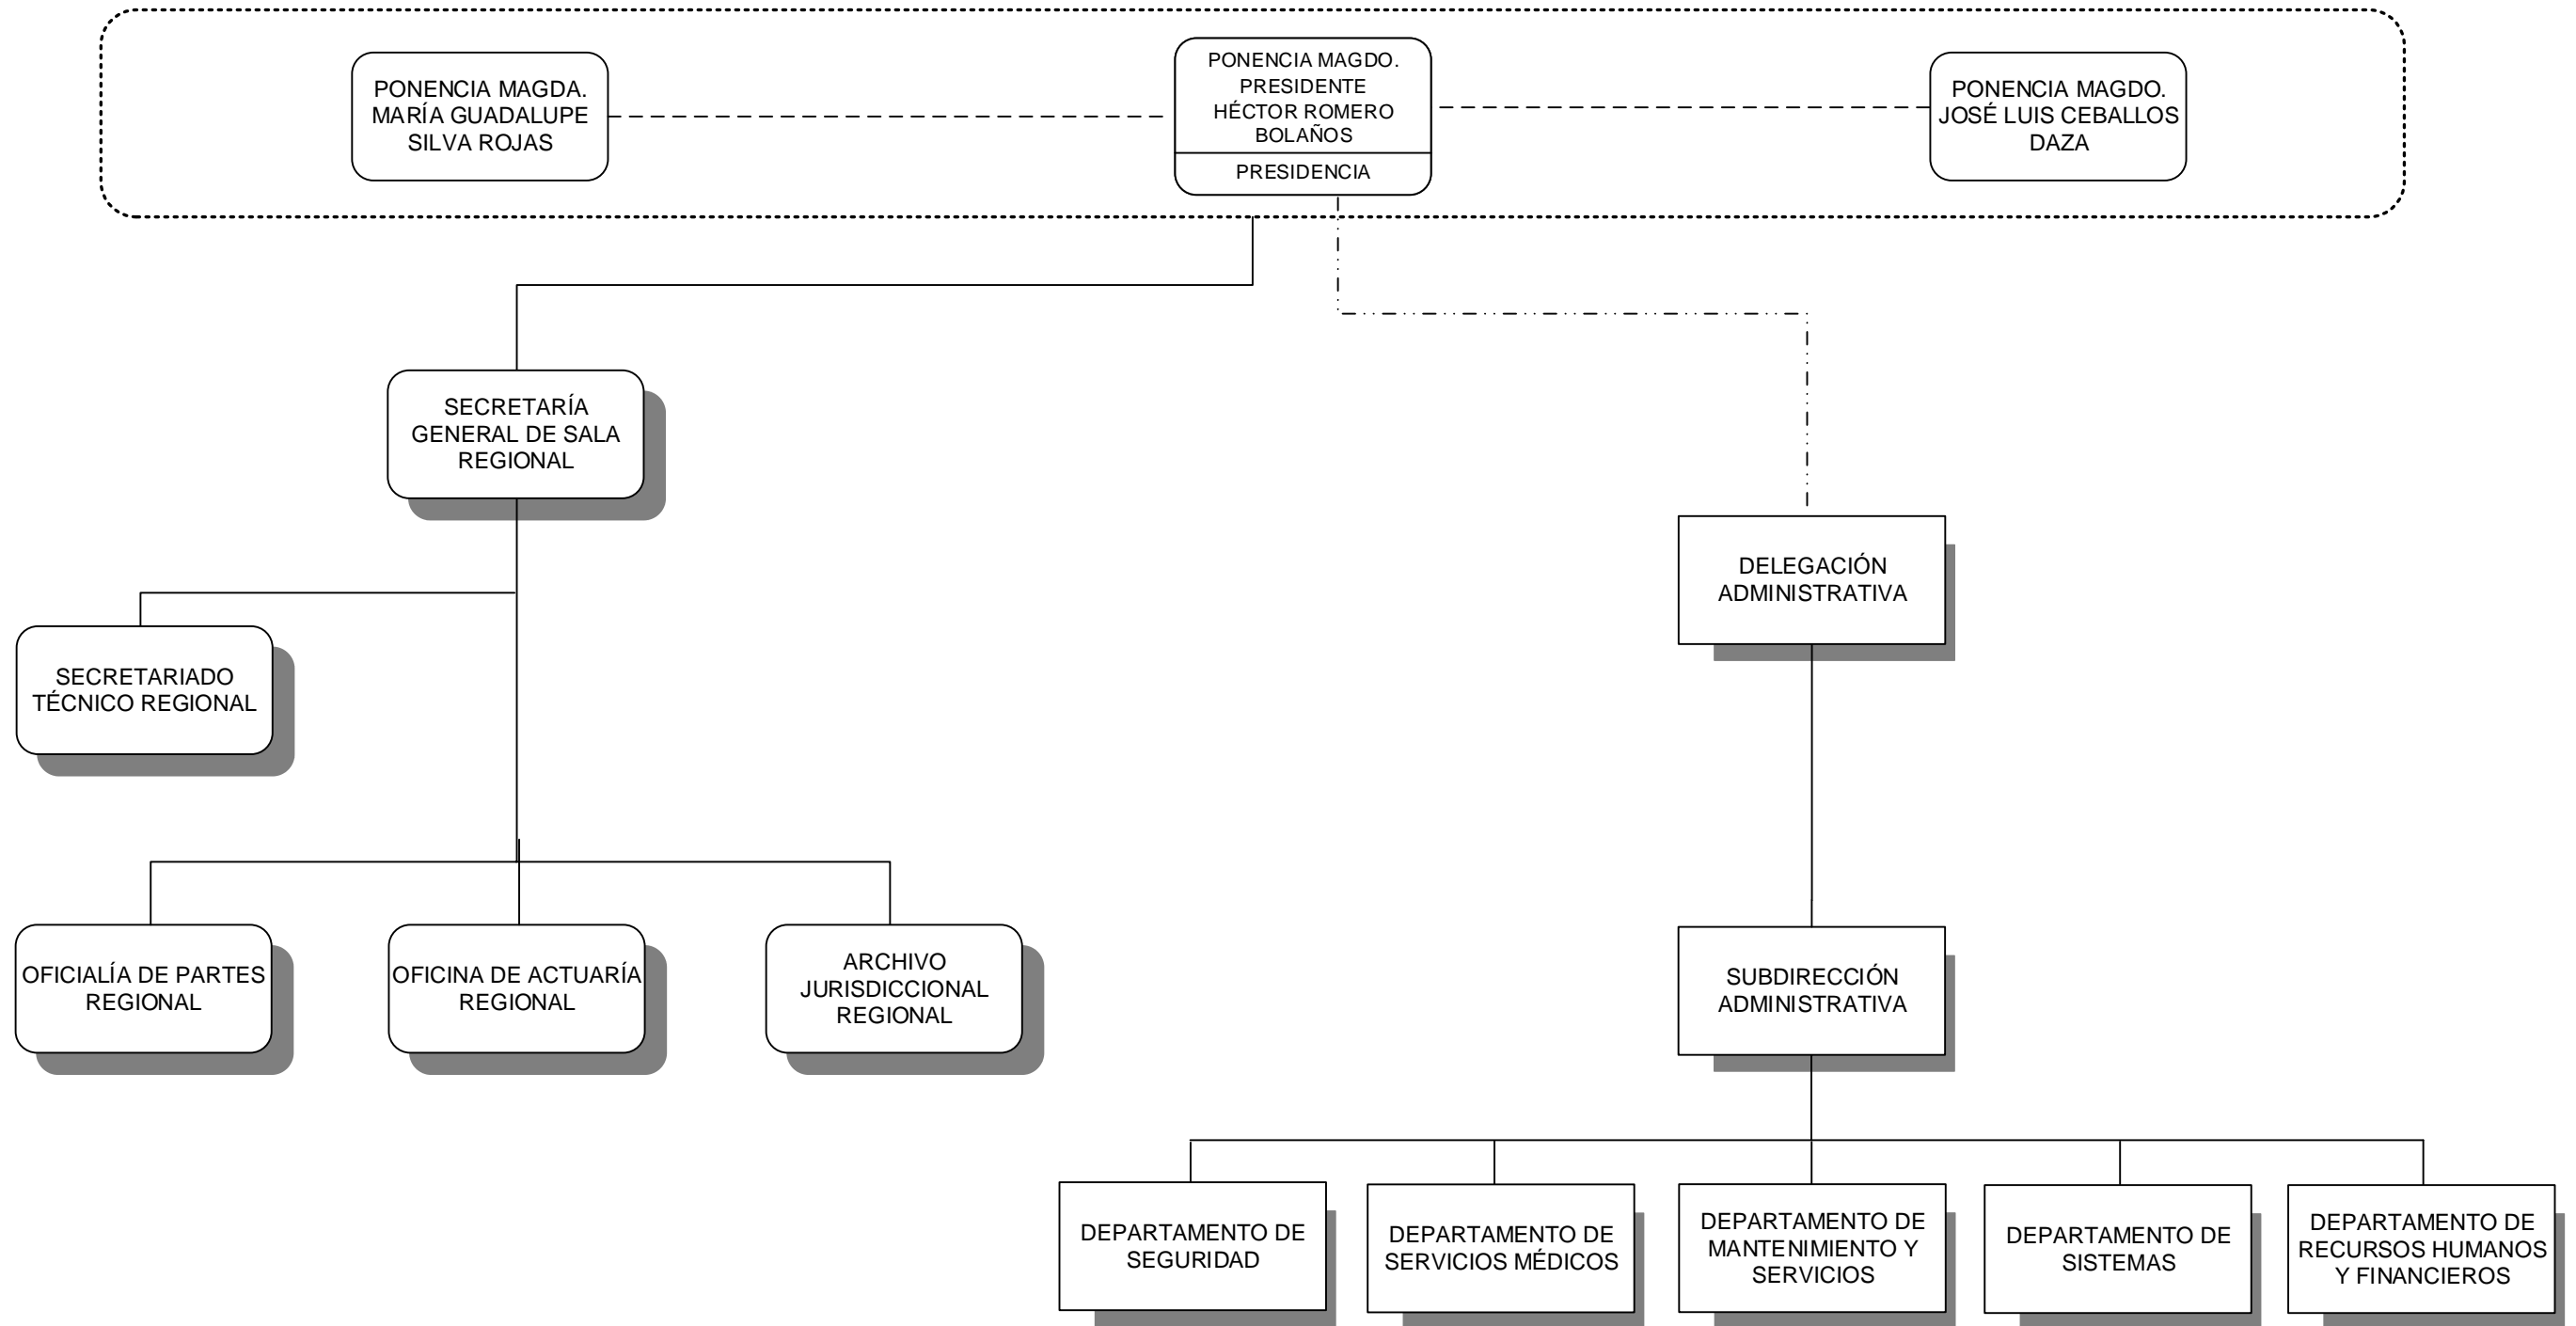 PONENCIA MAGDA.
MARÍA GUADALUPE
SILVA ROJAS
PONENCIA MAGDO.
PRESIDENTE
HÉCTOR ROMERO
BOLAÑOS
PRESIDENCIA
PONENCIA MAGDO.
JOSÉ LUIS CEBALLOS
DAZA
SECRETARÍA
GENERAL DE SALA
REGIONAL
DELEGACIÓN
ADMINISTRATIVA
SECRETARIADO
TÉCNICO REGIONAL
OFICIALÍA DE PARTES
REGIONAL
OFICINA DE ACTUARÍA
REGIONAL
ARCHIVO
JURISDICCIONAL
REGIONAL
SUBDIRECCIÓN
ADMINISTRATIVA
DEPARTAMENTO DE
SEGURIDAD
DEPARTAMENTO DE
SERVICIOS MÉDICOS
DEPARTAMENTO DE
MANTENIMIENTO Y
SERVICIOS
DEPARTAMENTO DE
SISTEMAS
DEPARTAMENTO DE
RECURSOS HUMANOS
Y FINANCIEROS